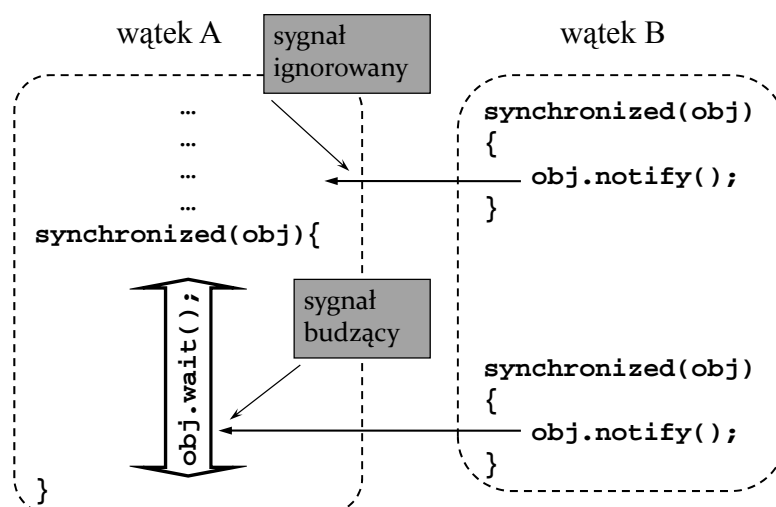 wątek A
sygnał
ignorowany
wątek B
…
…
…
…
synchronized(obj){
obj.wait();
}
sygnał
budzący
synchronized(obj)
{
obj.notify();
}
synchronized(obj)
{
obj.notify();
}